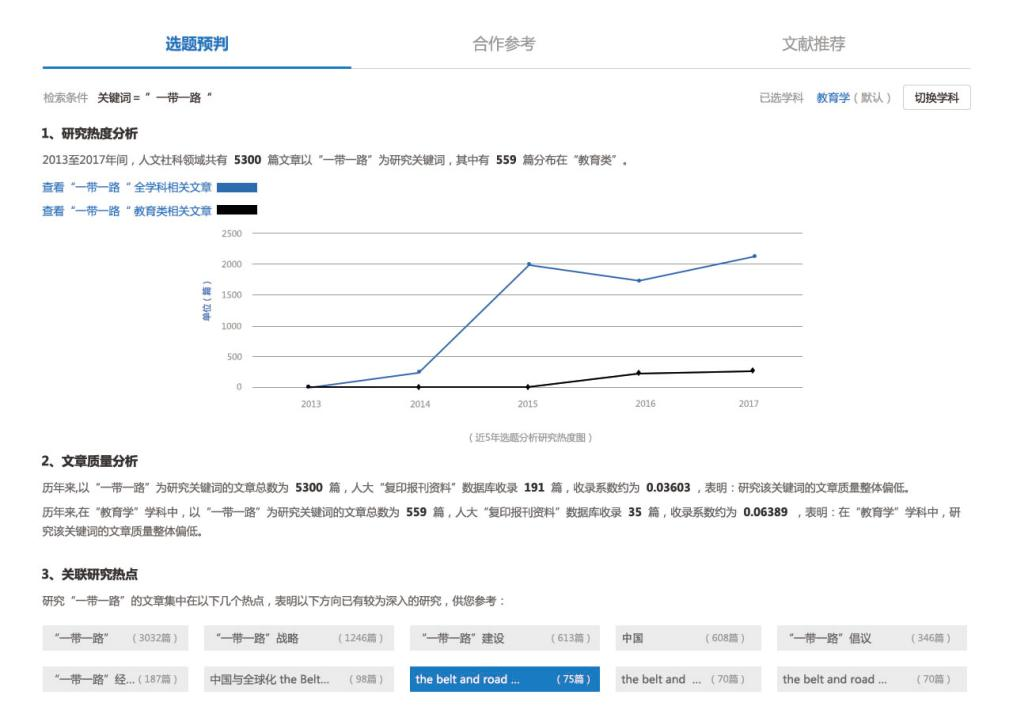 选题预判 合作参考 文献推荐
检索条件 关键词 = ”一带一路“ 已选学科 教育学（默认） 切换学科
1、研究热度分析
2013至2017年间，人文社科领域共有 5300 篇文章以“一带一路”为研究关键词，其中有 559 篇分布在“教育类”。
查看“一带一路“全学科相关文章
查看“一带一路“教育类相关文章
2500
2000
1500
1000
500
0
单位（篇）
2013 2014 2015 2016 2017
（近5年选题分析研究热度图）
2、文章质量分析
历年来,以“一带一路”为研究关键词的文章总数为 5300 篇，人大“复印报刊资料”数据库收录 191 篇，收录系数约为 0.03603 ，表明：研究该关键词的文章质量整体偏低。
历年来,在“教育学”学科中，以“一带一路”为研究关键词的文章总数为 559 篇，人大“复印报刊资料”数据库收录 35 篇，收录系数约为 0.06389 ，表明：在“教育学”学科中，研
究该关键词的文章质量整体偏低。
3、关联研究热点
研究“一带一路”的文章集中在以下几个热点，表明以下方向已有较为深入的研究，供您参考：
“一带一路” （3032篇） “一带一路”战略 （1246篇） “一带一路”建设 （613篇） 中国 （608篇） “一带一路”倡议 （346篇）
“一带一路”经...（187篇） 中国与全球化 the Belt... （98篇） the belt and road ... （75篇） the belt and ... （70篇） the belt and road ... （70篇）